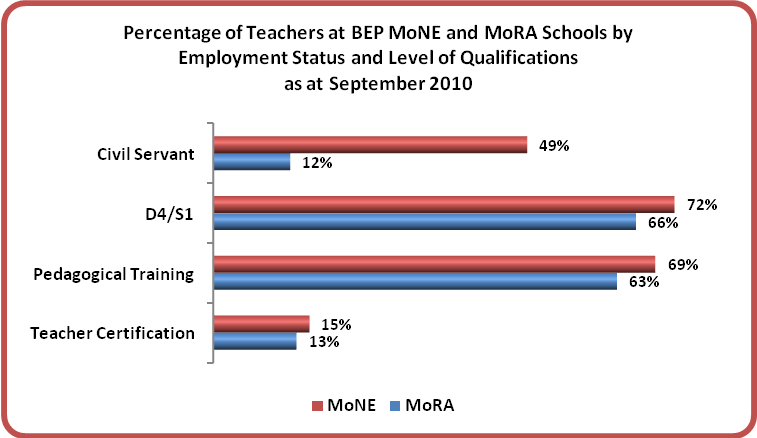 Percentage of Teachers at BEP MoNE and MoRA Schools by
Employment Status and Level of Qualifications
as at September 2010
Civil Servant
49%
12%
D4/S1
72%
66%
Pedagogical Training
69%
63%
Teacher Certification
15%
13%
MoNE
MoRA